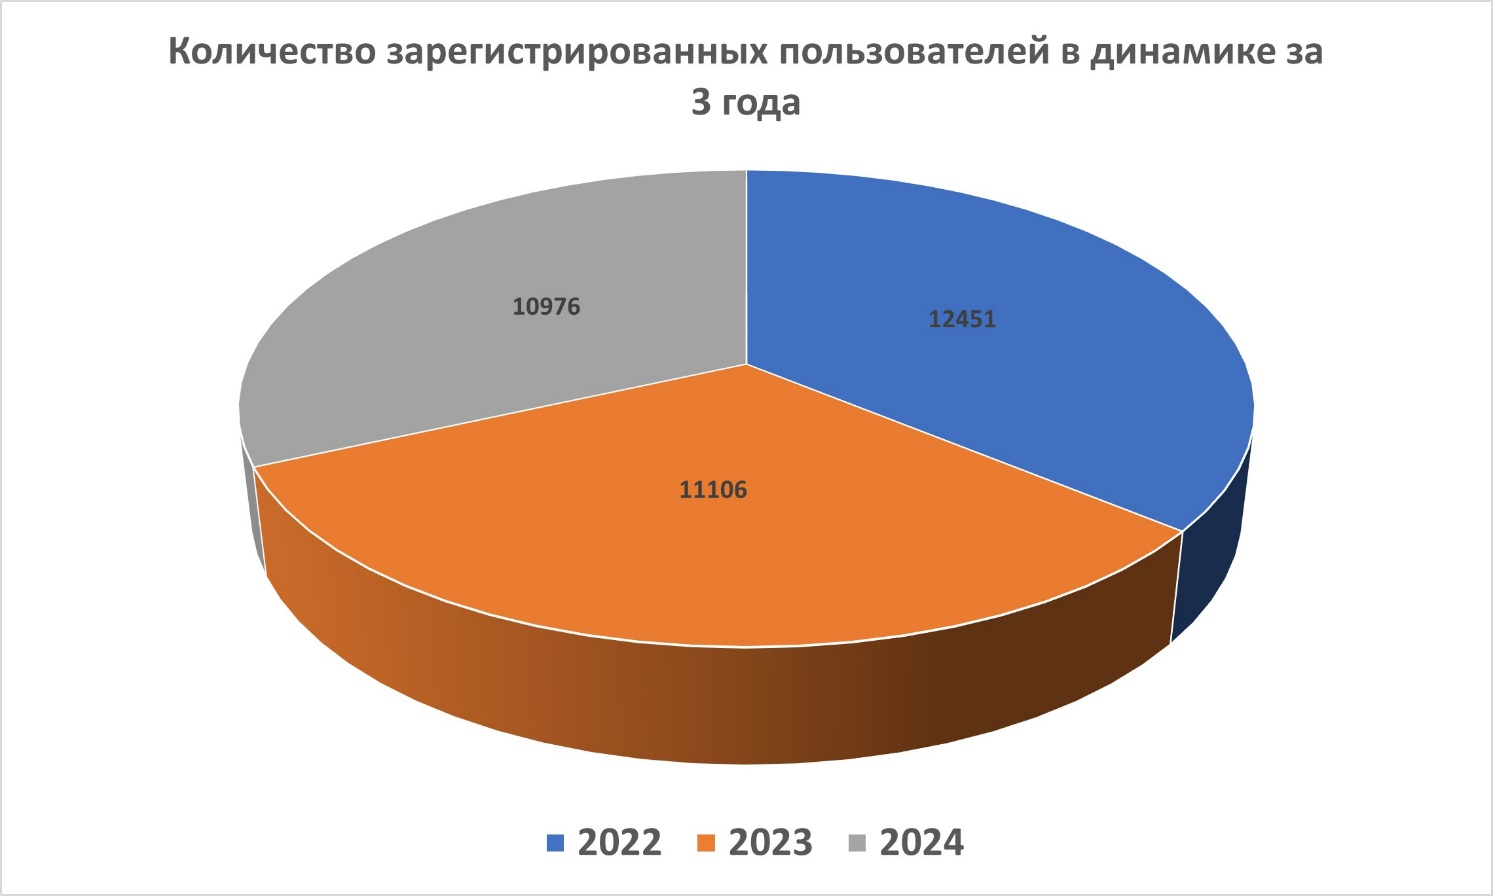 Количество зарегистрированных пользователей в динамике за
3 года
10976
12451
11106
2022 2023 2024